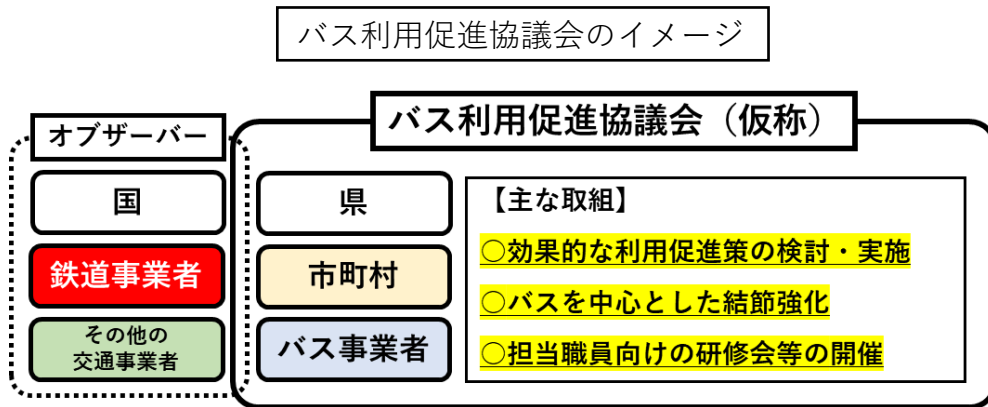 バス利用促進協議会のイメージ
バス利用促進協議会（仮称）
オブザーバー
国
鉄道事業者
その他の
交通事業者
県
市町村
バス事業者
【主な取組】
○効果的な利用促進策の検討・実施
○バスを中心とした結節強化
○担当職員向けの研修会等の開催